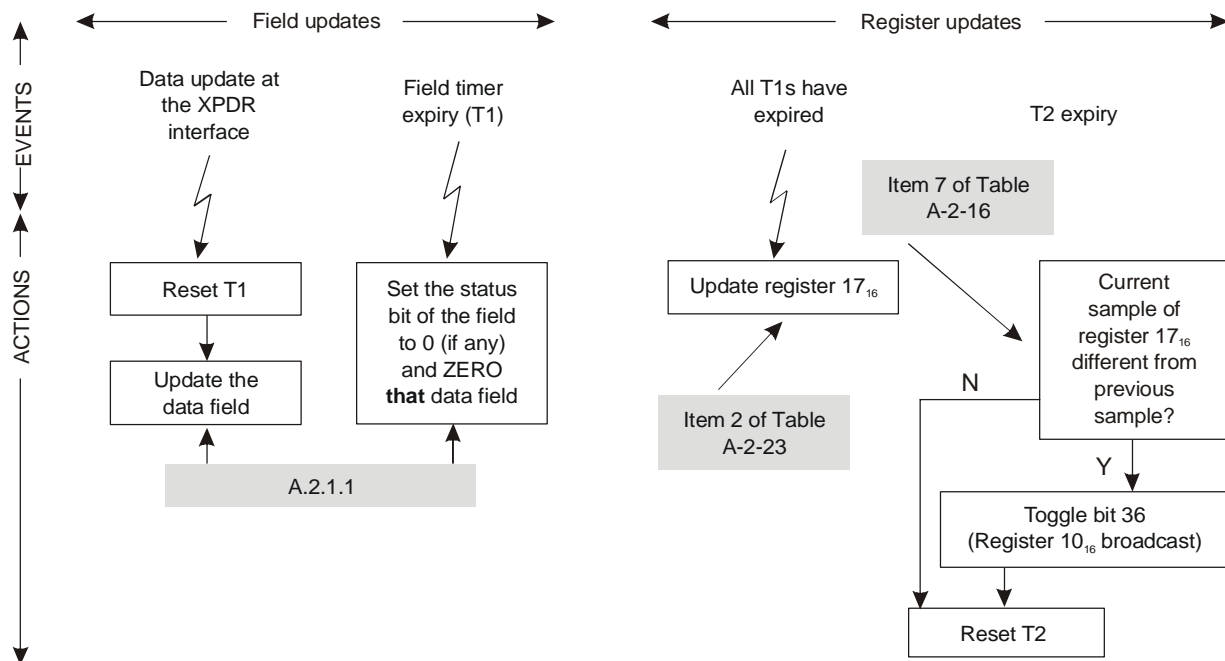 Field updates
Register updates
EVENTS
ACTIONS
Data update at
the XPDR
interface
Field timer
expiry (T1)
All T1s have
expired
T2 expiry
Item 7 of Table
A-2-16
Reset T1
Update the
data field
Set the status
bit of the field
to 0 (if any)
and ZERO
that data field
A.2.1.1
Update register 17₁₆
Item 2 of Table
A-2-23
Current
sample of
register 17₁₆
different from
previous
sample?
N
Y
Toggle bit 36
(Register 10₁₆ broadcast)
Reset T2